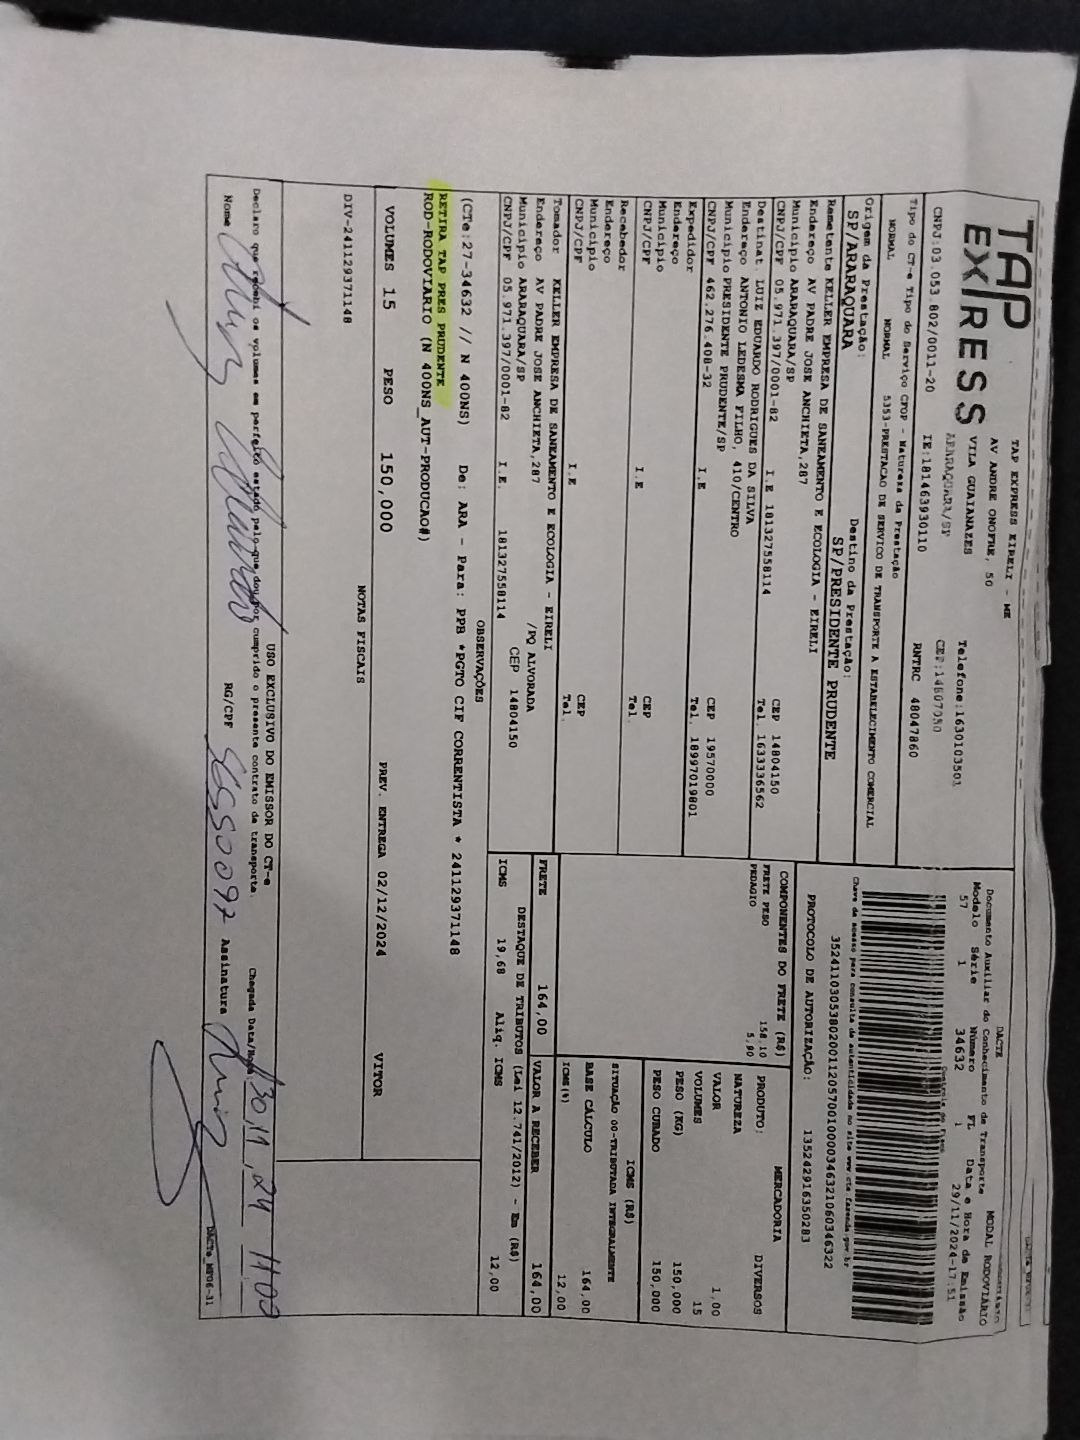 TAP
EXPRESS
TAP EXPRESS EIRELI - ME
AV ANDRE ONOFRE, 50
VILA GUAIANAZES
ARARAQUARA/SP
Telefone:1630103501
CEP:14807050
CNPJ:03.053.802/0011-20 IE:181463930110 RNTRC 48047860
Tipo do CT-e Tipo do Serviço CFOP - Natureza da Prestação
NORMAL NORMAL 5353-PRESTACAO DE SERVICO DE TRANSPORTE A ESTABELECIMENTO COMERCIAL
Origem da Prestação: Destino da Prestação:
SP/ARARAQUARA SP/PRESIDENTE PRUDENTE
Remetente KELLER EMPRESA DE SANEAMENTO E ECOLOGIA - EIRELI
Endereço AV PADRE JOSE ANCHIETA,287
Município ARARAQUARA/SP CEP 14804150
CNPJ/CPF 05.971.397/0001-82 I.E 181327558114 Tel. 1633336562
Destinat. LUIZ EDUARDO RODRIGUES DA SILVA
Endereço ANTONIO LEDESMA FILHO, 410/CENTRO
Município PRESIDENTE PRUDENTE/SP CEP 19570000
CNPJ/CPF 462.276.408-32 I.E Tel. 18997019801
Expedidor
Endereço
Município CEP
CNPJ/CPF I.E Tel.
Recebedor
Endereço
Município CEP
CNPJ/CPF I.E Tel.
Tomador KELLER EMPRESA DE SANEAMENTO E ECOLOGIA - EIRELI
Endereço AV PADRE JOSE ANCHIETA,287 /PQ ALVORADA
Município ARARAQUARA/SP CEP 14804150
CNPJ/CPF 05.971.397/0001-82 I.E. 181327558114
DACTE MODAL RODOVIÁRIO
Documento Auxiliar do Conhecimento de Transporte
Modelo Série Número FL Data e Hora de Emissão
57 1 34632 1 29/11/2024-17:51
Controle do Fisco
Chave de acesso para consulta de autenticidade no site www.cte.fazenda.gov.br
35241103053802001120570010000346321060346322
PROTOCOLO DE AUTORIZAÇÃO: 135242916350283
COMPONENTES DO FRETE (R$)
FRETE PESO 158,10
PEDAGIO 5,90
FRETE 164,00
MERCADORIA
PRODUTO: DIVERSOS
NATUREZA
VALOR 1,00
VOLUMES 15
PESO (KG) 150,000
PESO CUBADO 150,000
ICMS (R$)
SITUAÇÃO 00-TRIBUTADA INTEGRALMENTE
BASE CÁLCULO 164,00
ICMS(%) 12,00
VALOR A RECEBER 164,00
DESTAQUE DE TRIBUTOS (Lei 12.741/2012) - Em (R$)
ICMS 19,68 Aliq. ICMS 12,00
OBSERVAÇÕES
(CTe:27-34632 // N 400NS) De: ARA - Para: PPB *PGTO CIF CORRENTISTA * 241129371148
RETIRA TAP PRES PRUDENTE
ROD-RODOVIARIO (N 400NS_AUT-PRODUCAO#)
VOLUMES 15 PESO 150,000 PREV. ENTREGA 02/12/2024 VITOR
NOTAS FISCAIS
DIV-241129371148
USO EXCLUSIVO DO EMISSOR DO CT-e
Declaro que recebi os volumes em perfeito estado pelo que dou por cumprido o presente contrato de transporte. Chegada Data/Hora 30,11,24 11:00
Nome RG/CPF Assinatura
DACTe_MF06-31